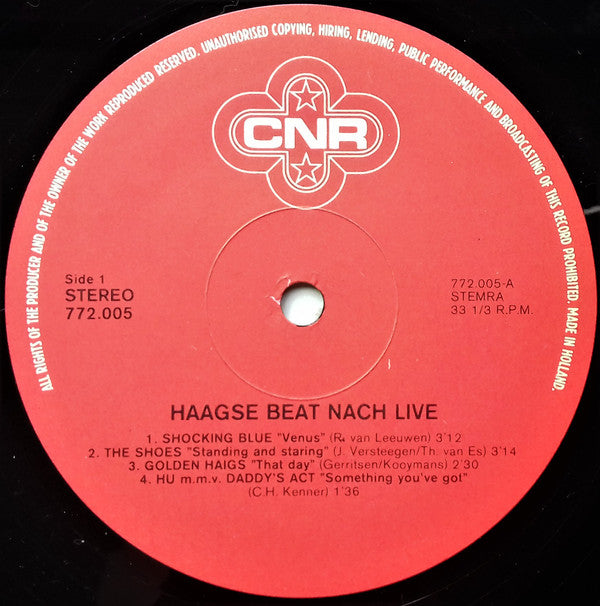 ALL RIGHTS OF THE PRODUCER AND OF THE OWNER OF THE WORK REPRODUCED RESERVED. UNAUTHORISED COPYING, HIRING, LENDING, PUBLIC PERFORMANCE AND BROADCASTING OF THIS RECORD PROHIBITED. MADE IN HOLLAND.
CNR
Side 1
STEREO
772.005
772.005-A
STEMRA
33 1/3 R.P.M.
HAAGSE BEAT NACH LIVE
1. SHOCKING BLUE "Venus" (R. van Leeuwen) 3'12
2. THE SHOES "Standing and staring" (J. Versteegen/Th. van Es) 3'14
3. GOLDEN HAIGS "That day" (Gerritsen/Kooymans) 2'30
4. HU m.m.v. DADDY'S ACT "Something you've got"
(C.H. Kenner) 1'36